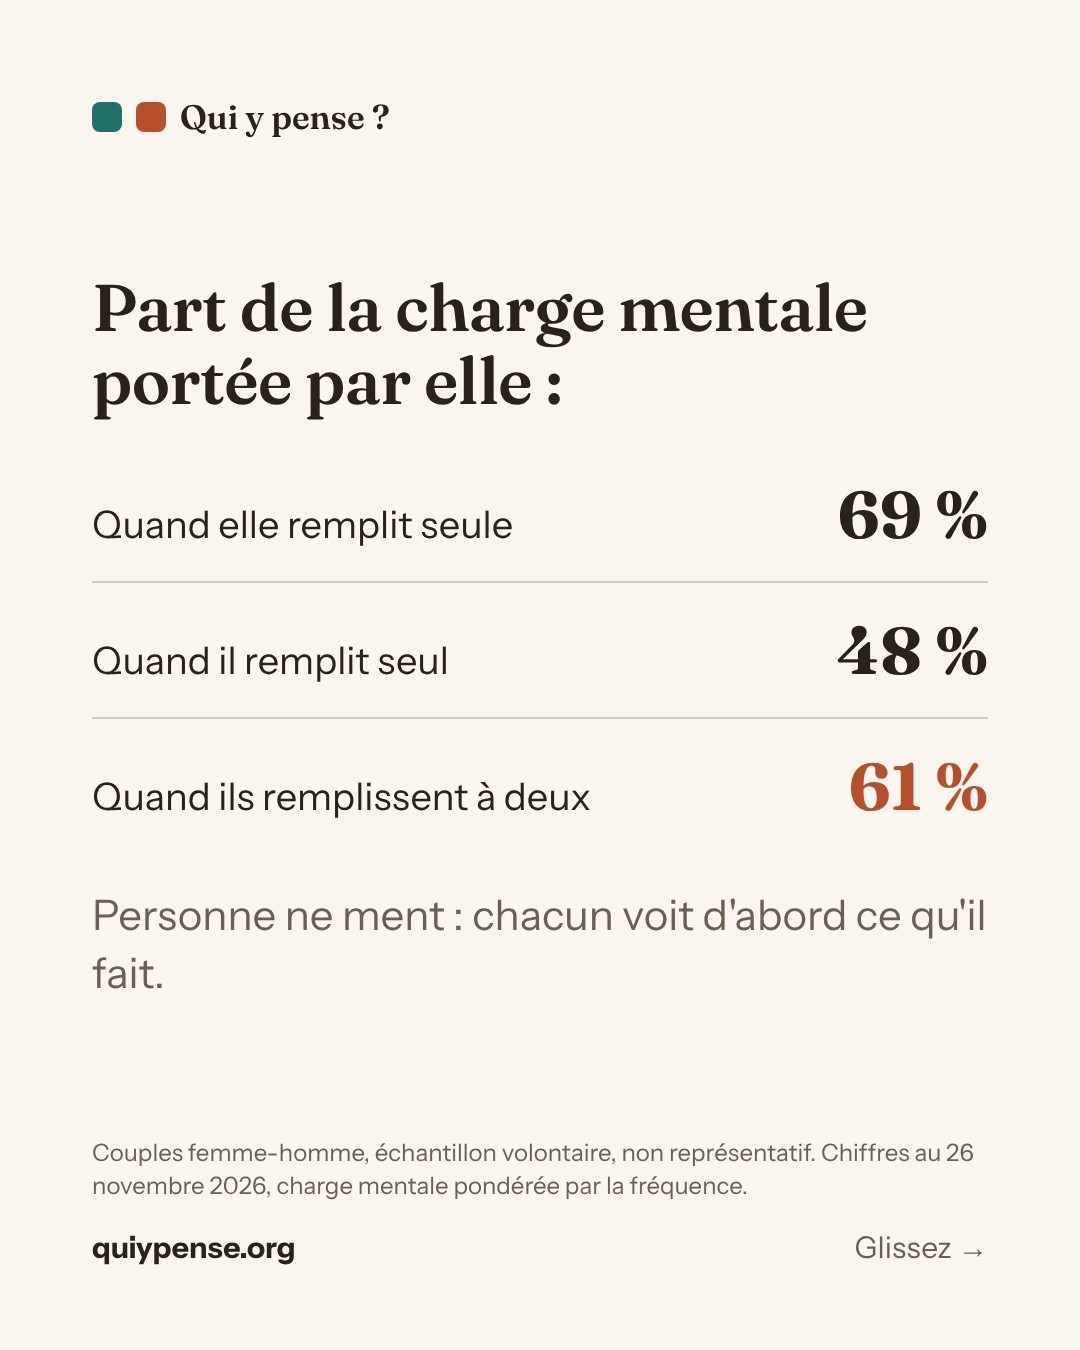 Qui y pense ?
Part de la charge mentale
portée par elle :
Quand elle remplit seule 69 %
Quand il remplit seul 48 %
Quand ils remplissent à deux 61 %
Personne ne ment : chacun voit d'abord ce qu'il
fait.
Couples femme-homme, échantillon volontaire, non représentatif. Chiffres au 26
novembre 2026, charge mentale pondérée par la fréquence.
quiypense.org Glissez →